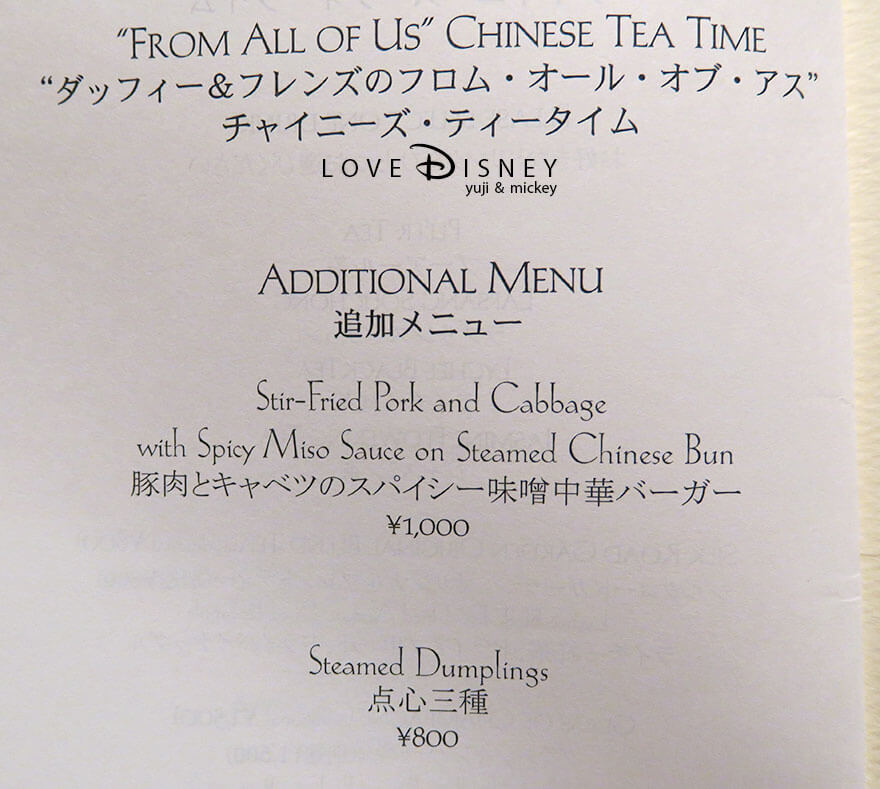 "FROM ALL OF US" CHINESE TEA TIME
"ダッフィー&フレンズのフロム・オール・オブ・アス"
チャイニーズ・ティータイム
LOVE DISNEY
yuji & mickey
ADDITIONAL MENU
追加メニュー
Stir-Fried Pork and Cabbage
with Spicy Miso Sauce on Steamed Chinese Bun
豚肉とキャベツのスパイシー味噌中華バーガー
¥1,000
Steamed Dumplings
点心三種
¥800